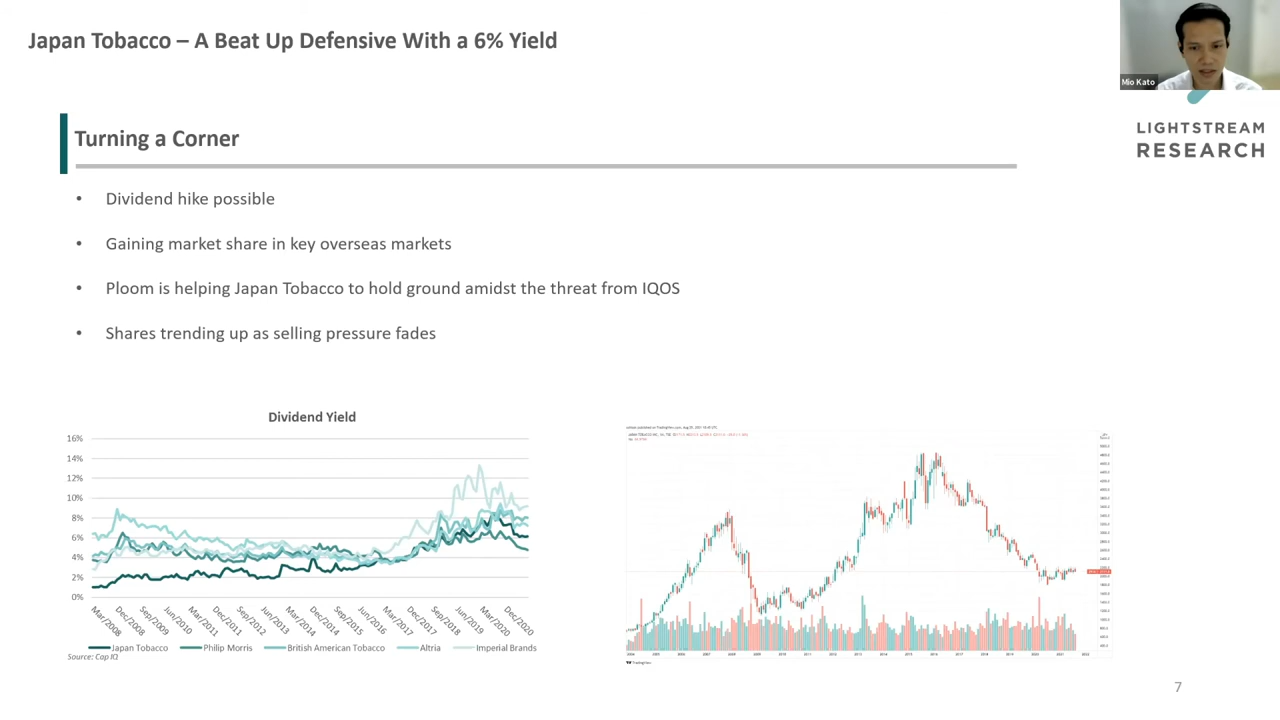 Japan Tobacco – A Beat Up Defensive With a 6% Yield
Mio Kato
LIGHTSTREAM
RESEARCH
Turning a Corner
• Dividend hike possible
• Gaining market share in key overseas markets
• Ploom is helping Japan Tobacco to hold ground amidst the threat from IQOS
• Shares trending up as selling pressure fades
Dividend Yield
16%
14%
12%
10%
8%
6%
4%
2%
0%
Mar/2008
Dec/2008
Sep/2009
Jun/2010
Mar/2011
Dec/2011
Sep/2012
Jun/2013
Mar/2014
Dec/2014
Sep/2015
Jun/2016
Mar/2017
Dec/2017
Sep/2018
Jun/2019
Mar/2020
Dec/2020
Japan Tobacco Philip Morris British American Tobacco Altria Imperial Brands
Source: Cap IQ
TradingView
7